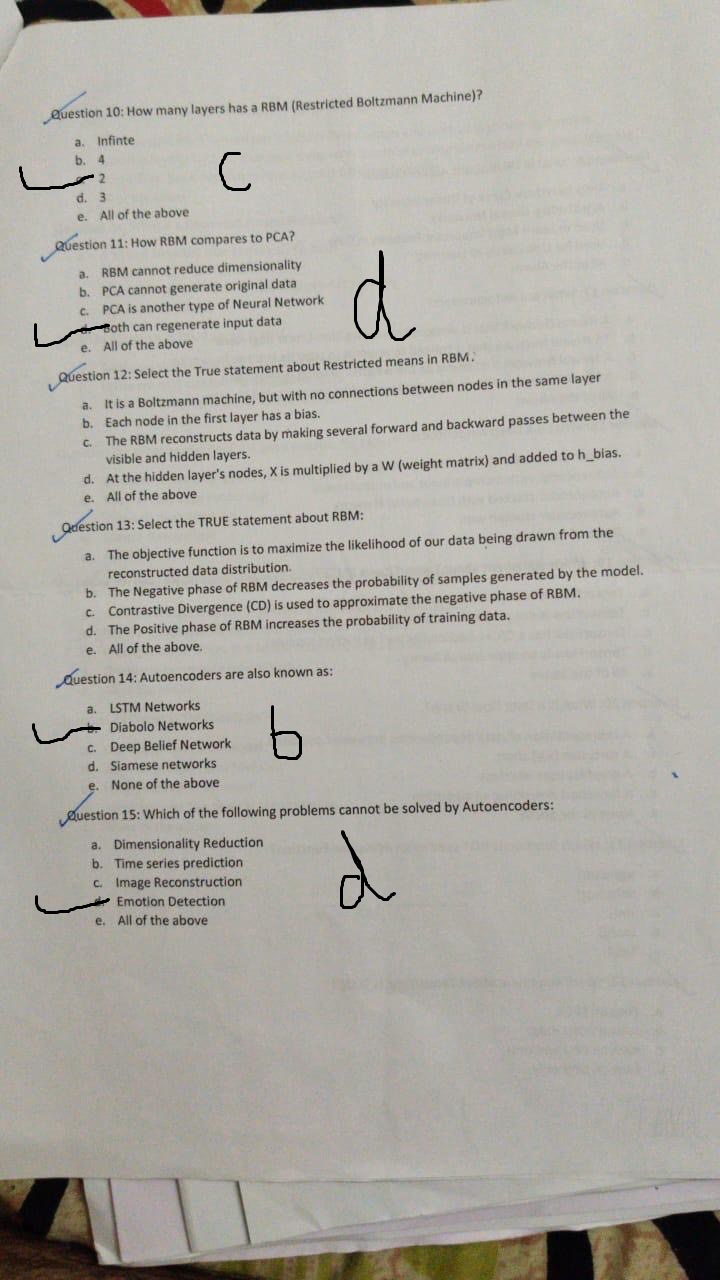 Question 10: How many layers has a RBM (Restricted Boltzmann Machine)?
a. Infinte
b. 4
2
c
d. 3
e. All of the above
Question 11: How RBM compares to PCA?
a. RBM cannot reduce dimensionality
b. PCA cannot generate original data
c. PCA is another type of Neural Network
d. Both can regenerate input data
d
e. All of the above
Question 12: Select the True statement about Restricted means in RBM.
a. It is a Boltzmann machine, but with no connections between nodes in the same layer
b. Each node in the first layer has a bias.
c. The RBM reconstructs data by making several forward and backward passes between the
visible and hidden layers.
d. At the hidden layer's nodes, X is multiplied by a W (weight matrix) and added to h_bias.
e. All of the above
Question 13: Select the TRUE statement about RBM:
a. The objective function is to maximize the likelihood of our data being drawn from the
reconstructed data distribution.
b. The Negative phase of RBM decreases the probability of samples generated by the model.
c. Contrastive Divergence (CD) is used to approximate the negative phase of RBM.
d. The Positive phase of RBM increases the probability of training data.
e. All of the above.
Question 14: Autoencoders are also known as:
a. LSTM Networks
b. Diabolo Networks
b
c. Deep Belief Network
d. Siamese networks
e. None of the above
Question 15: Which of the following problems cannot be solved by Autoencoders:
a. Dimensionality Reduction
b. Time series prediction
c. Image Reconstruction
d
d. Emotion Detection
e. All of the above